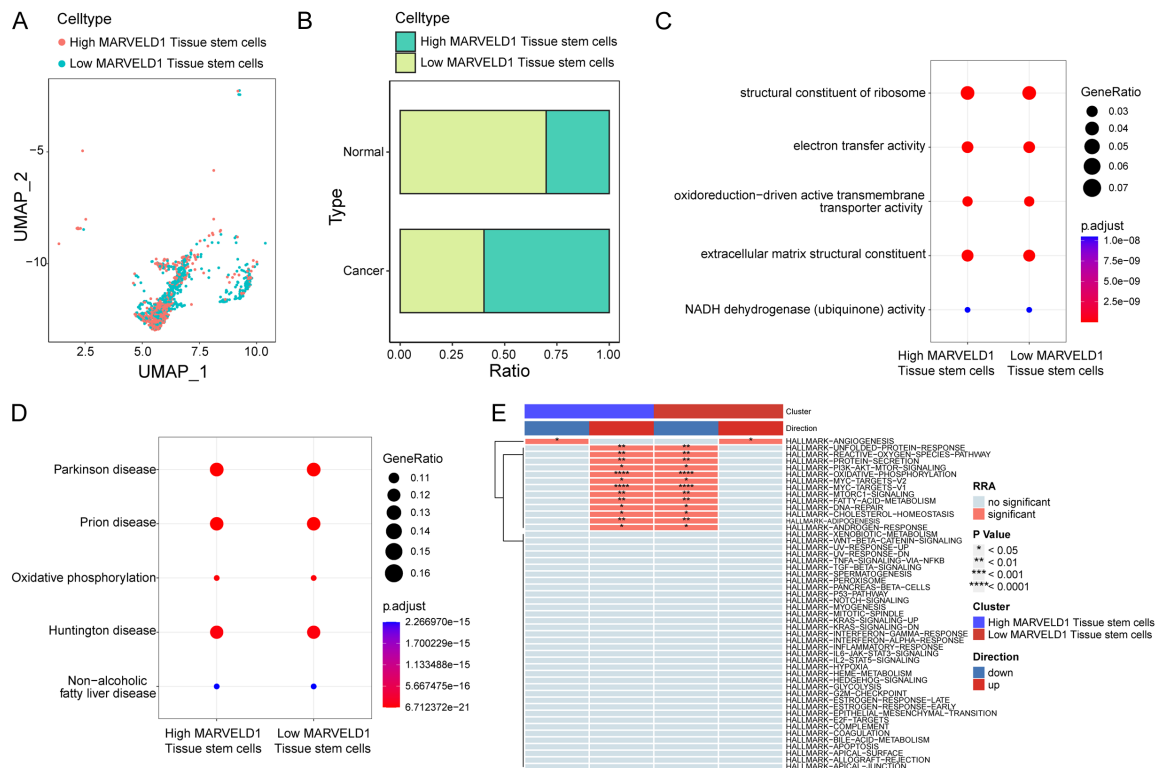 A
Celltype
High MARVELD1 Tissue stem cells
Low MARVELD1 Tissue stem cells
UMAP_2
−5
−10
2.5
5.0
7.5
10.0
UMAP_1
B
Celltype
High MARVELD1 Tissue stem cells
Low MARVELD1 Tissue stem cells
Type
Normal
Cancer
0.00
0.25
0.50
0.75
1.00
Ratio
C
structural constituent of ribosome
electron transfer activity
oxidoreduction−driven active transmembrane
transporter activity
extracellular matrix structural constituent
NADH dehydrogenase (ubiquinone) activity
High MARVELD1
Tissue stem cells
Low MARVELD1
Tissue stem cells
GeneRatio
0.03
0.04
0.05
0.06
0.07
p.adjust
1.0e−08
7.5e−09
5.0e−09
2.5e−09
D
Parkinson disease
Prion disease
Oxidative phosphorylation
Huntington disease
Non−alcoholic
fatty liver disease
High MARVELD1
Tissue stem cells
Low MARVELD1
Tissue stem cells
GeneRatio
0.11
0.12
0.13
0.14
0.15
0.16
p.adjust
2.266970e−15
1.700229e−15
1.133488e−15
5.667475e−16
6.712372e−21
E
Cluster
Direction
* * HALLMARK−ANGIOGENESIS
** ** HALLMARK−UNFOLDED−PROTEIN−RESPONSE
** ** HALLMARK−REACTIVE−OXYGEN−SPECIES−PATHWAY
** ** HALLMARK−PROTEIN−SECRETION
* * HALLMARK−PI3K−AKT−MTOR−SIGNALING
**** **** HALLMARK−OXIDATIVE−PHOSPHORYLATION
* * HALLMARK−MYC−TARGETS−V2
**** **** HALLMARK−MYC−TARGETS−V1
** ** HALLMARK−MTORC1−SIGNALING
** ** HALLMARK−FATTY−ACID−METABOLISM
* * HALLMARK−DNA−REPAIR
* * HALLMARK−CHOLESTEROL−HOMEOSTASIS
** ** HALLMARK−ADIPOGENESIS
* * HALLMARK−ANDROGEN−RESPONSE
HALLMARK−XENOBIOTIC−METABOLISM
HALLMARK−WNT−BETA−CATENIN−SIGNALING
HALLMARK−UV−RESPONSE−UP
HALLMARK−UV−RESPONSE−DN
HALLMARK−TNFA−SIGNALING−VIA−NFKB
HALLMARK−TGF−BETA−SIGNALING
HALLMARK−SPERMATOGENESIS
HALLMARK−PEROXISOME
HALLMARK−PANCREAS−BETA−CELLS
HALLMARK−P53−PATHWAY
HALLMARK−NOTCH−SIGNALING
HALLMARK−MYOGENESIS
HALLMARK−MITOTIC−SPINDLE
HALLMARK−KRAS−SIGNALING−UP
HALLMARK−KRAS−SIGNALING−DN
HALLMARK−INTERFERON−GAMMA−RESPONSE
HALLMARK−INTERFERON−ALPHA−RESPONSE
HALLMARK−INFLAMMATORY−RESPONSE
HALLMARK−IL6−JAK−STAT3−SIGNALING
HALLMARK−IL2−STAT5−SIGNALING
HALLMARK−HYPOXIA
HALLMARK−HEME−METABOLISM
HALLMARK−HEDGEHOG−SIGNALING
HALLMARK−GLYCOLYSIS
HALLMARK−G2M−CHECKPOINT
HALLMARK−ESTROGEN−RESPONSE−LATE
HALLMARK−ESTROGEN−RESPONSE−EARLY
HALLMARK−EPITHELIAL−MESENCHYMAL−TRANSITION
HALLMARK−E2F−TARGETS
HALLMARK−COMPLEMENT
HALLMARK−COAGULATION
HALLMARK−BILE−ACID−METABOLISM
HALLMARK−APOPTOSIS
HALLMARK−APICAL−SURFACE
HALLMARK−ALLOGRAFT−REJECTION
HALLMARK−APICAL−JUNCTION
RRA
no significant
significant
P Value
* < 0.05
** < 0.01
*** < 0.001
**** < 0.0001
Cluster
High MARVELD1 Tissue stem cells
Low MARVELD1 Tissue stem cells
Direction
down
up